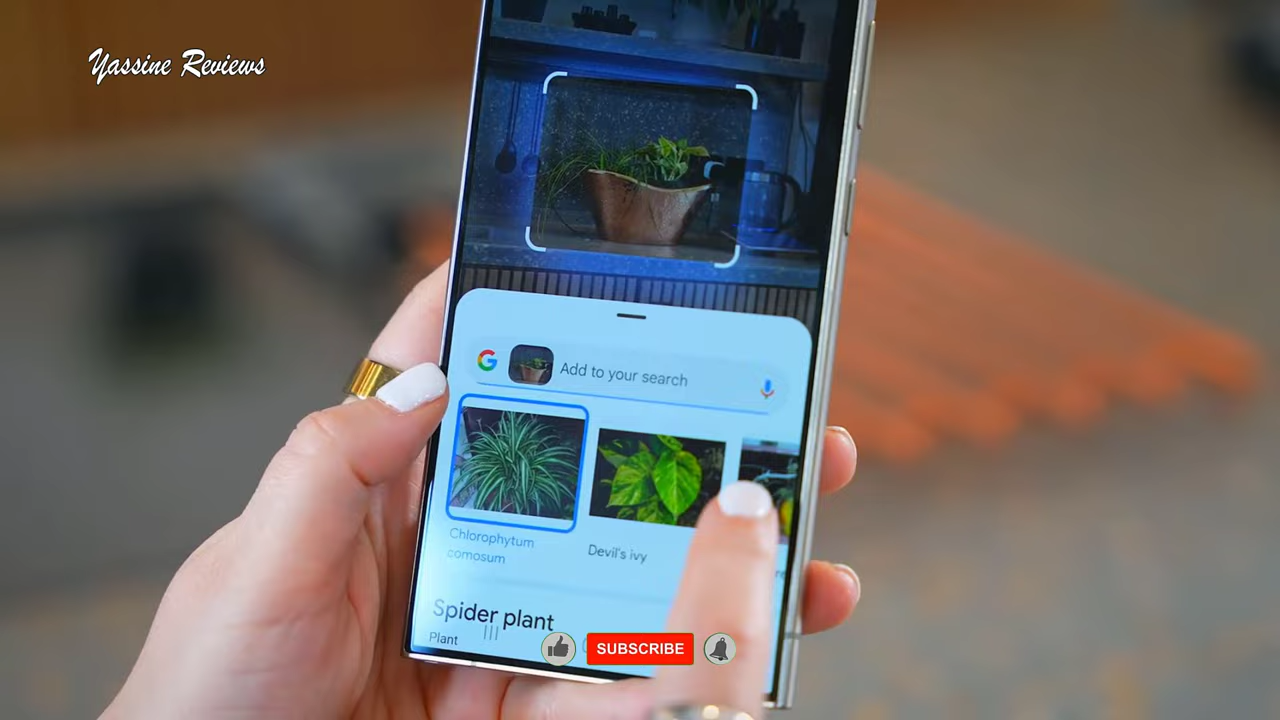 Yassine Reviews
G
Add to your search
Chlorophytum
comosum
Devil's ivy
Spider plant
Plant
SUBSCRIBE